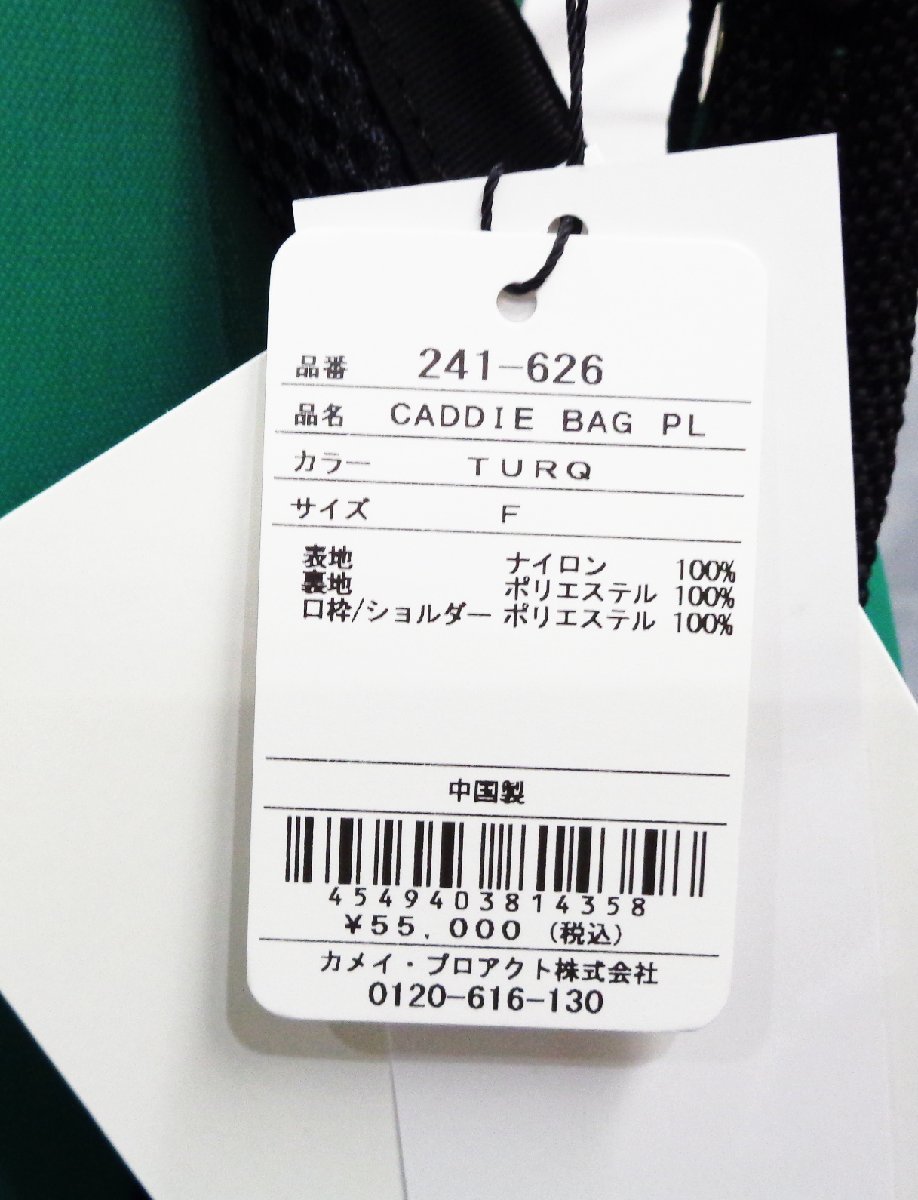 品番 241-626
品名 CADDIE BAG PL
カラー TURQ
サイズ F
表地 ナイロン 100%
裏地 ポリエステル 100%
口枠/ショルダー ポリエステル 100%
中国製
4549403814358
¥55,000 (税込)
カメイ・プロアクト株式会社
0120-616-130